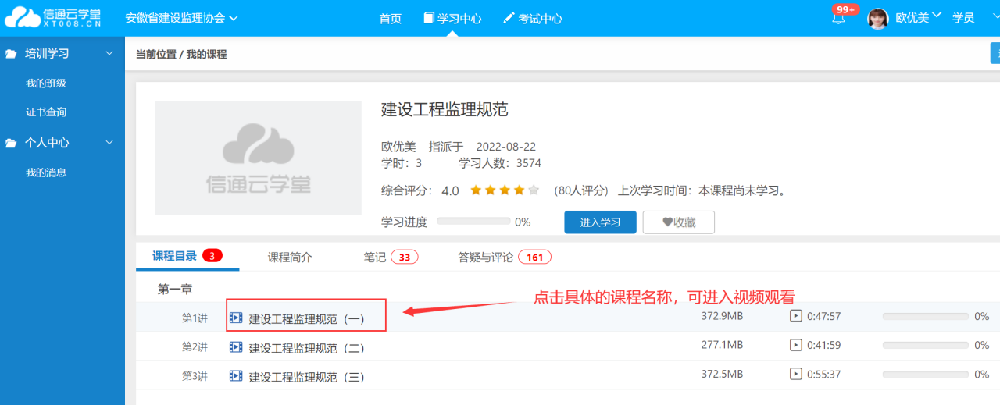 信通云学堂
XT008.CN
安徽省建设监理协会
首页
学习中心
考试中心
99+
欧优美
学员
培训学习
我的班级
证书查询
个人中心
我的消息
当前位置 / 我的课程
信通云学堂
建设工程监理规范
欧优美 指派于 2022-08-22
学时：3 学习人数：3574
综合评分： 4.0 （80人评分） 上次学习时间：本课程尚未学习。
学习进度 0% 进入学习 收藏
课程目录 3 课程简介 笔记 33 答疑与评论 161
第一章
点击具体的课程名称，可进入视频观看
第1讲 建设工程监理规范（一） 372.9MB 0:47:57 0%
第2讲 建设工程监理规范（二） 277.1MB 0:41:59 0%
第3讲 建设工程监理规范（三） 372.5MB 0:55:37 0%